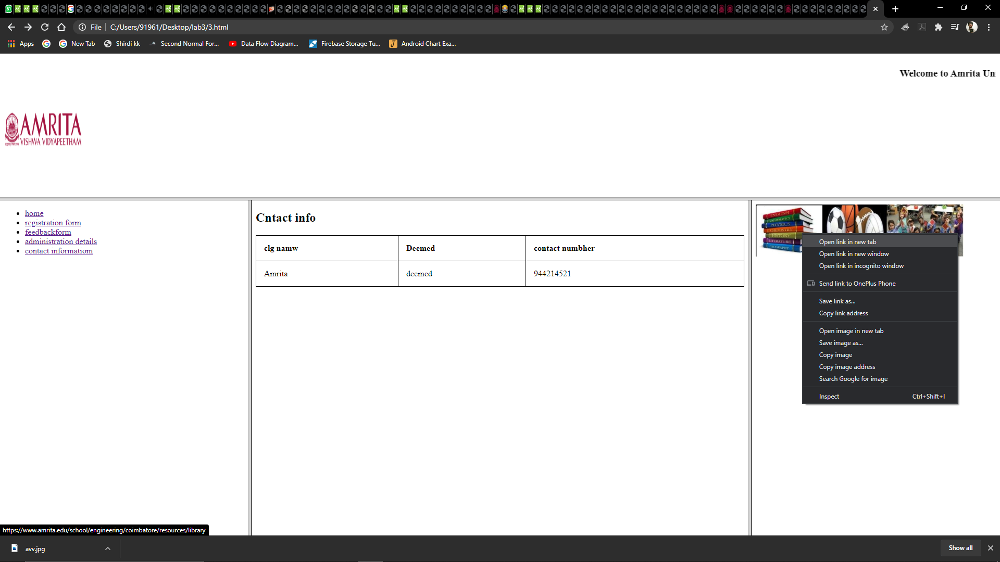 File C:/Users/91961/Desktop/lab3/3.html
Apps New Tab Shirdi kk Second Normal For... Data Flow Diagram... Firebase Storage Tu... Android Chart Exa...
Welcome to Amrita Un
AMRITA
VISHWA VIDYAPEETHAM
home
registration form
feedbackform
administration details
contact informatiom
Cntact info
clg namw Deemed contact numbher
Amrita deemed 944214521
ENGLISH
MATHEMATICS
PHYSICS
CHEMISTRY
HISTORY
LITERATURE
GEOGRAPHY
Open link in new tab
Open link in new window
Open link in incognito window
Send link to OnePlus Phone
Save link as...
Copy link address
Open image in new tab
Save image as...
Copy image
Copy image address
Search Google for image
Inspect Ctrl+Shift+I
https://www.amrita.edu/school/engineering/coimbatore/resources/library
avv.jpg
Show all